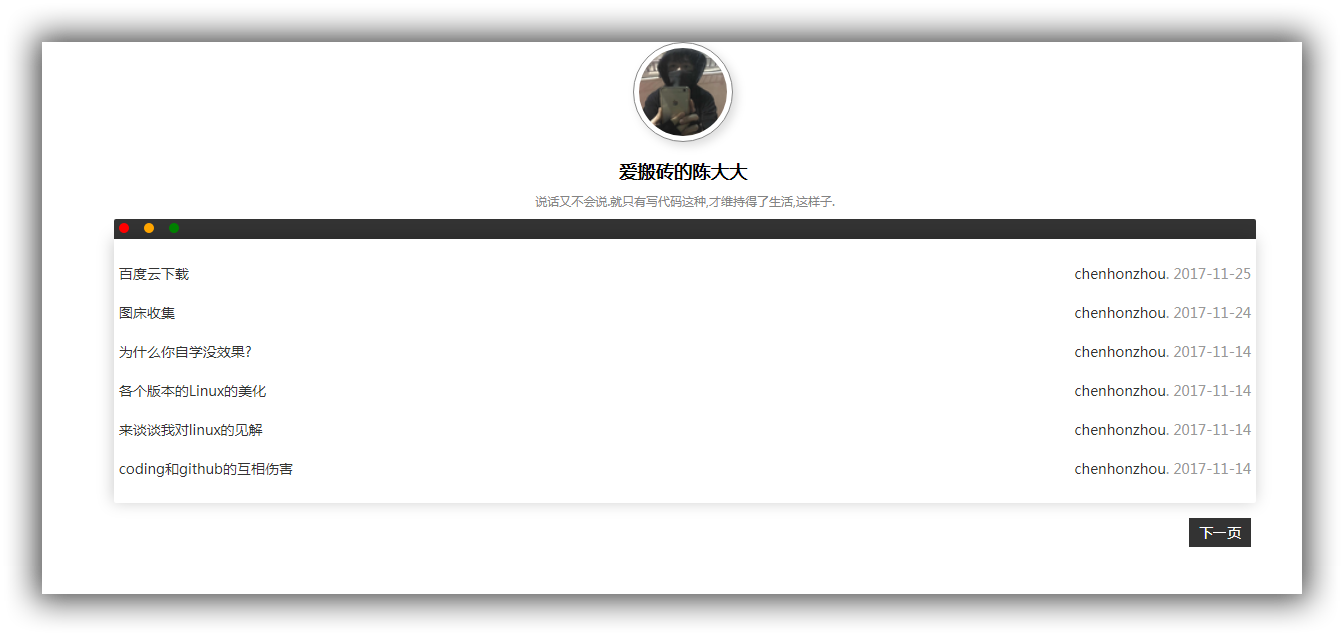 爱搬砖的陈大大
说话又不会说.就只有写代码这种,才维持得了生活,这样子.
百度云下载 chenhonzhou. 2017-11-25
图床收集 chenhonzhou. 2017-11-24
为什么你自学没效果? chenhonzhou. 2017-11-14
各个版本的Linux的美化 chenhonzhou. 2017-11-14
来谈谈我对linux的见解 chenhonzhou. 2017-11-14
coding和github的互相伤害 chenhonzhou. 2017-11-14
下一页